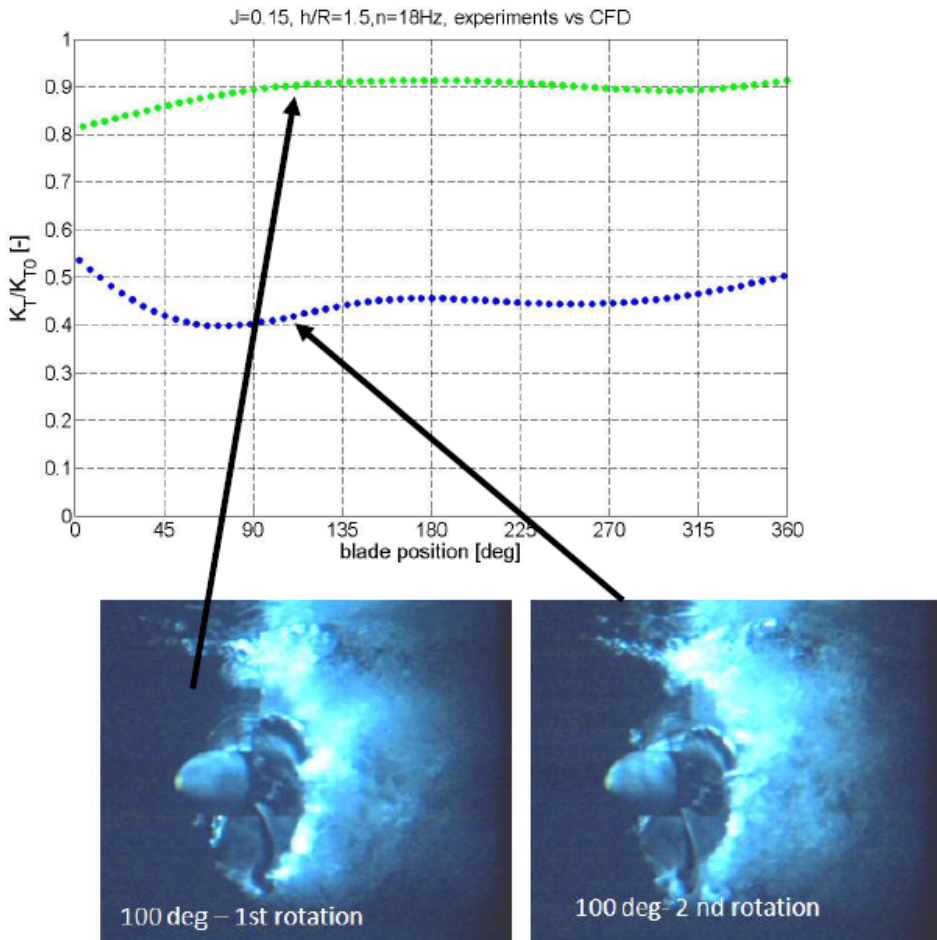 J=0.15, h/R=1.5,n=18Hz, experiments vs CFD
1
0.9
0.8
0.7
0.6
0.5
0.4
0.3
0.2
0.1
0
K_T/K_T0 [-]
0 45 90 135 180 225 270 315 360
blade position [deg]
100 deg – 1st rotation
100 deg- 2 nd rotation